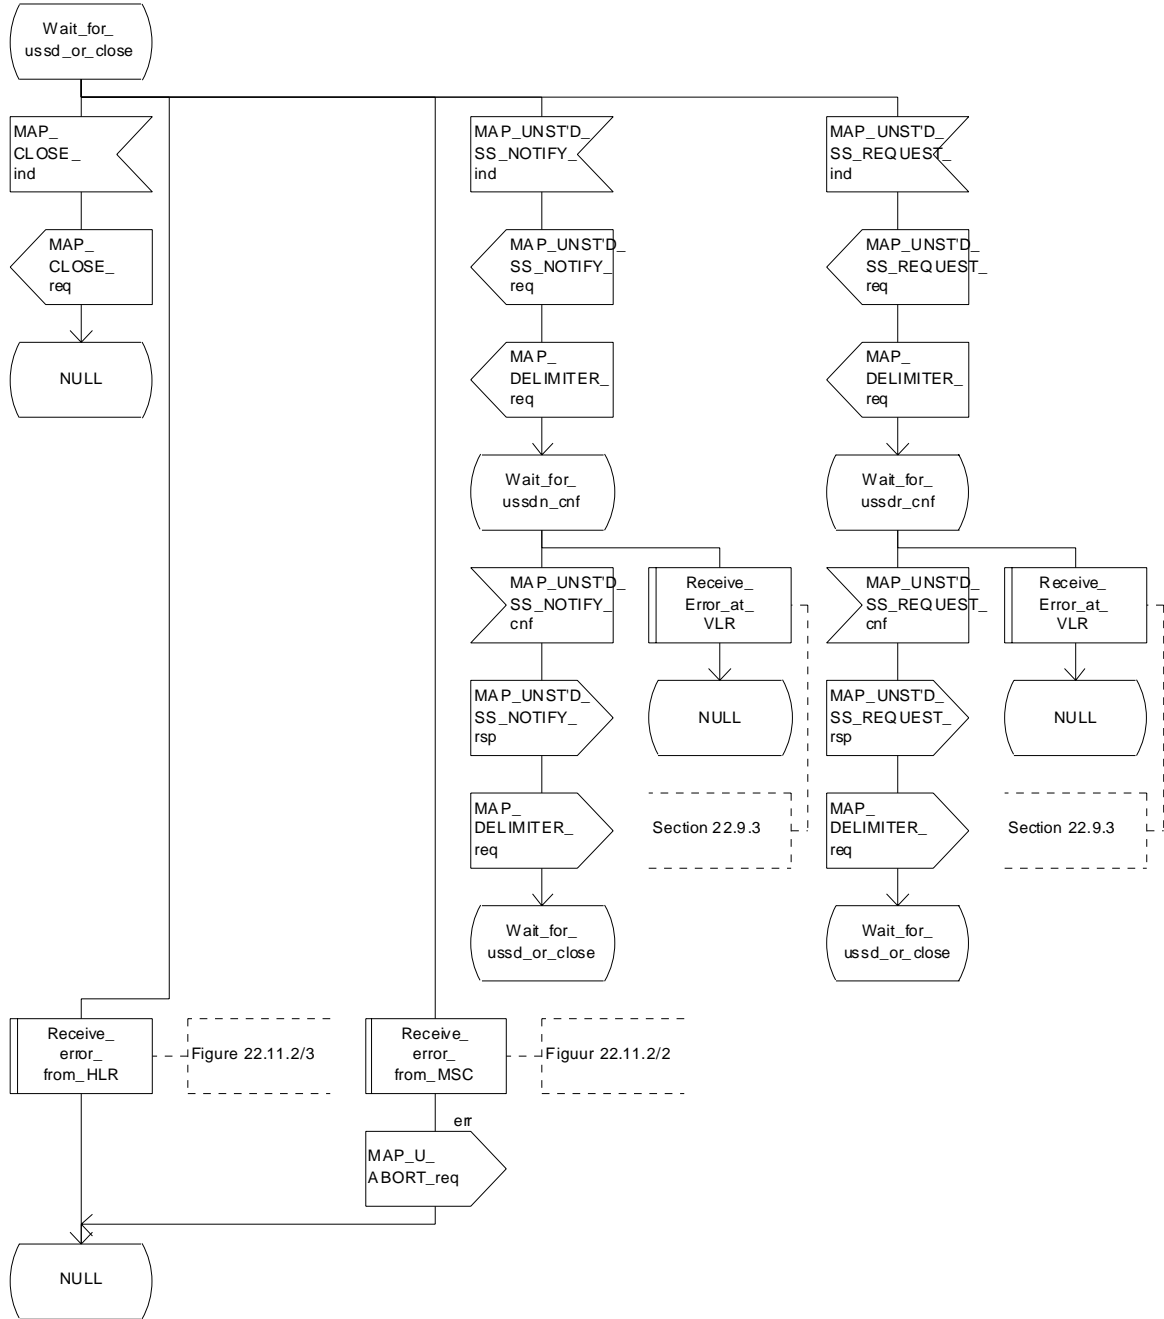 Wait_for_
ussd_or_close
MAP_
CLOSE_
ind
MAP_UNST'D_
SS_NOTIFY_
ind
MAP_UNST'D_
SS_REQUEST_
ind
MAP_
CLOSE_
req
MAP_UNST'D_
SS_NOTIFY_
req
MAP_UNST'D_
SS_REQUEST_
req
NULL
MAP_
DELIMITER_
req
MAP_
DELIMITER_
req
Wait_for_
ussdn_cnf
Wait_for_
ussdr_cnf
MAP_UNST'D_
SS_NOTIFY_
cnf
Receive_
Error_at_
VLR
MAP_UNST'D_
SS_REQUEST_
cnf
Receive_
Error_at_
VLR
MAP_UNST'D_
SS_NOTIFY_
rsp
NULL
MAP_UNST'D_
SS_REQUEST_
rsp
NULL
MAP_
DELIMITER_
req
Section 22.9.3
MAP_
DELIMITER_
req
Section 22.9.3
Wait_for_
ussd_or_close
Wait_for_
ussd_or_close
Receive_
error_
from_HLR
Figure 22.11.2/3
Receive_
error_
from_MSC
Figuur 22.11.2/2
err
MAP_U_
ABORT_req
NULL